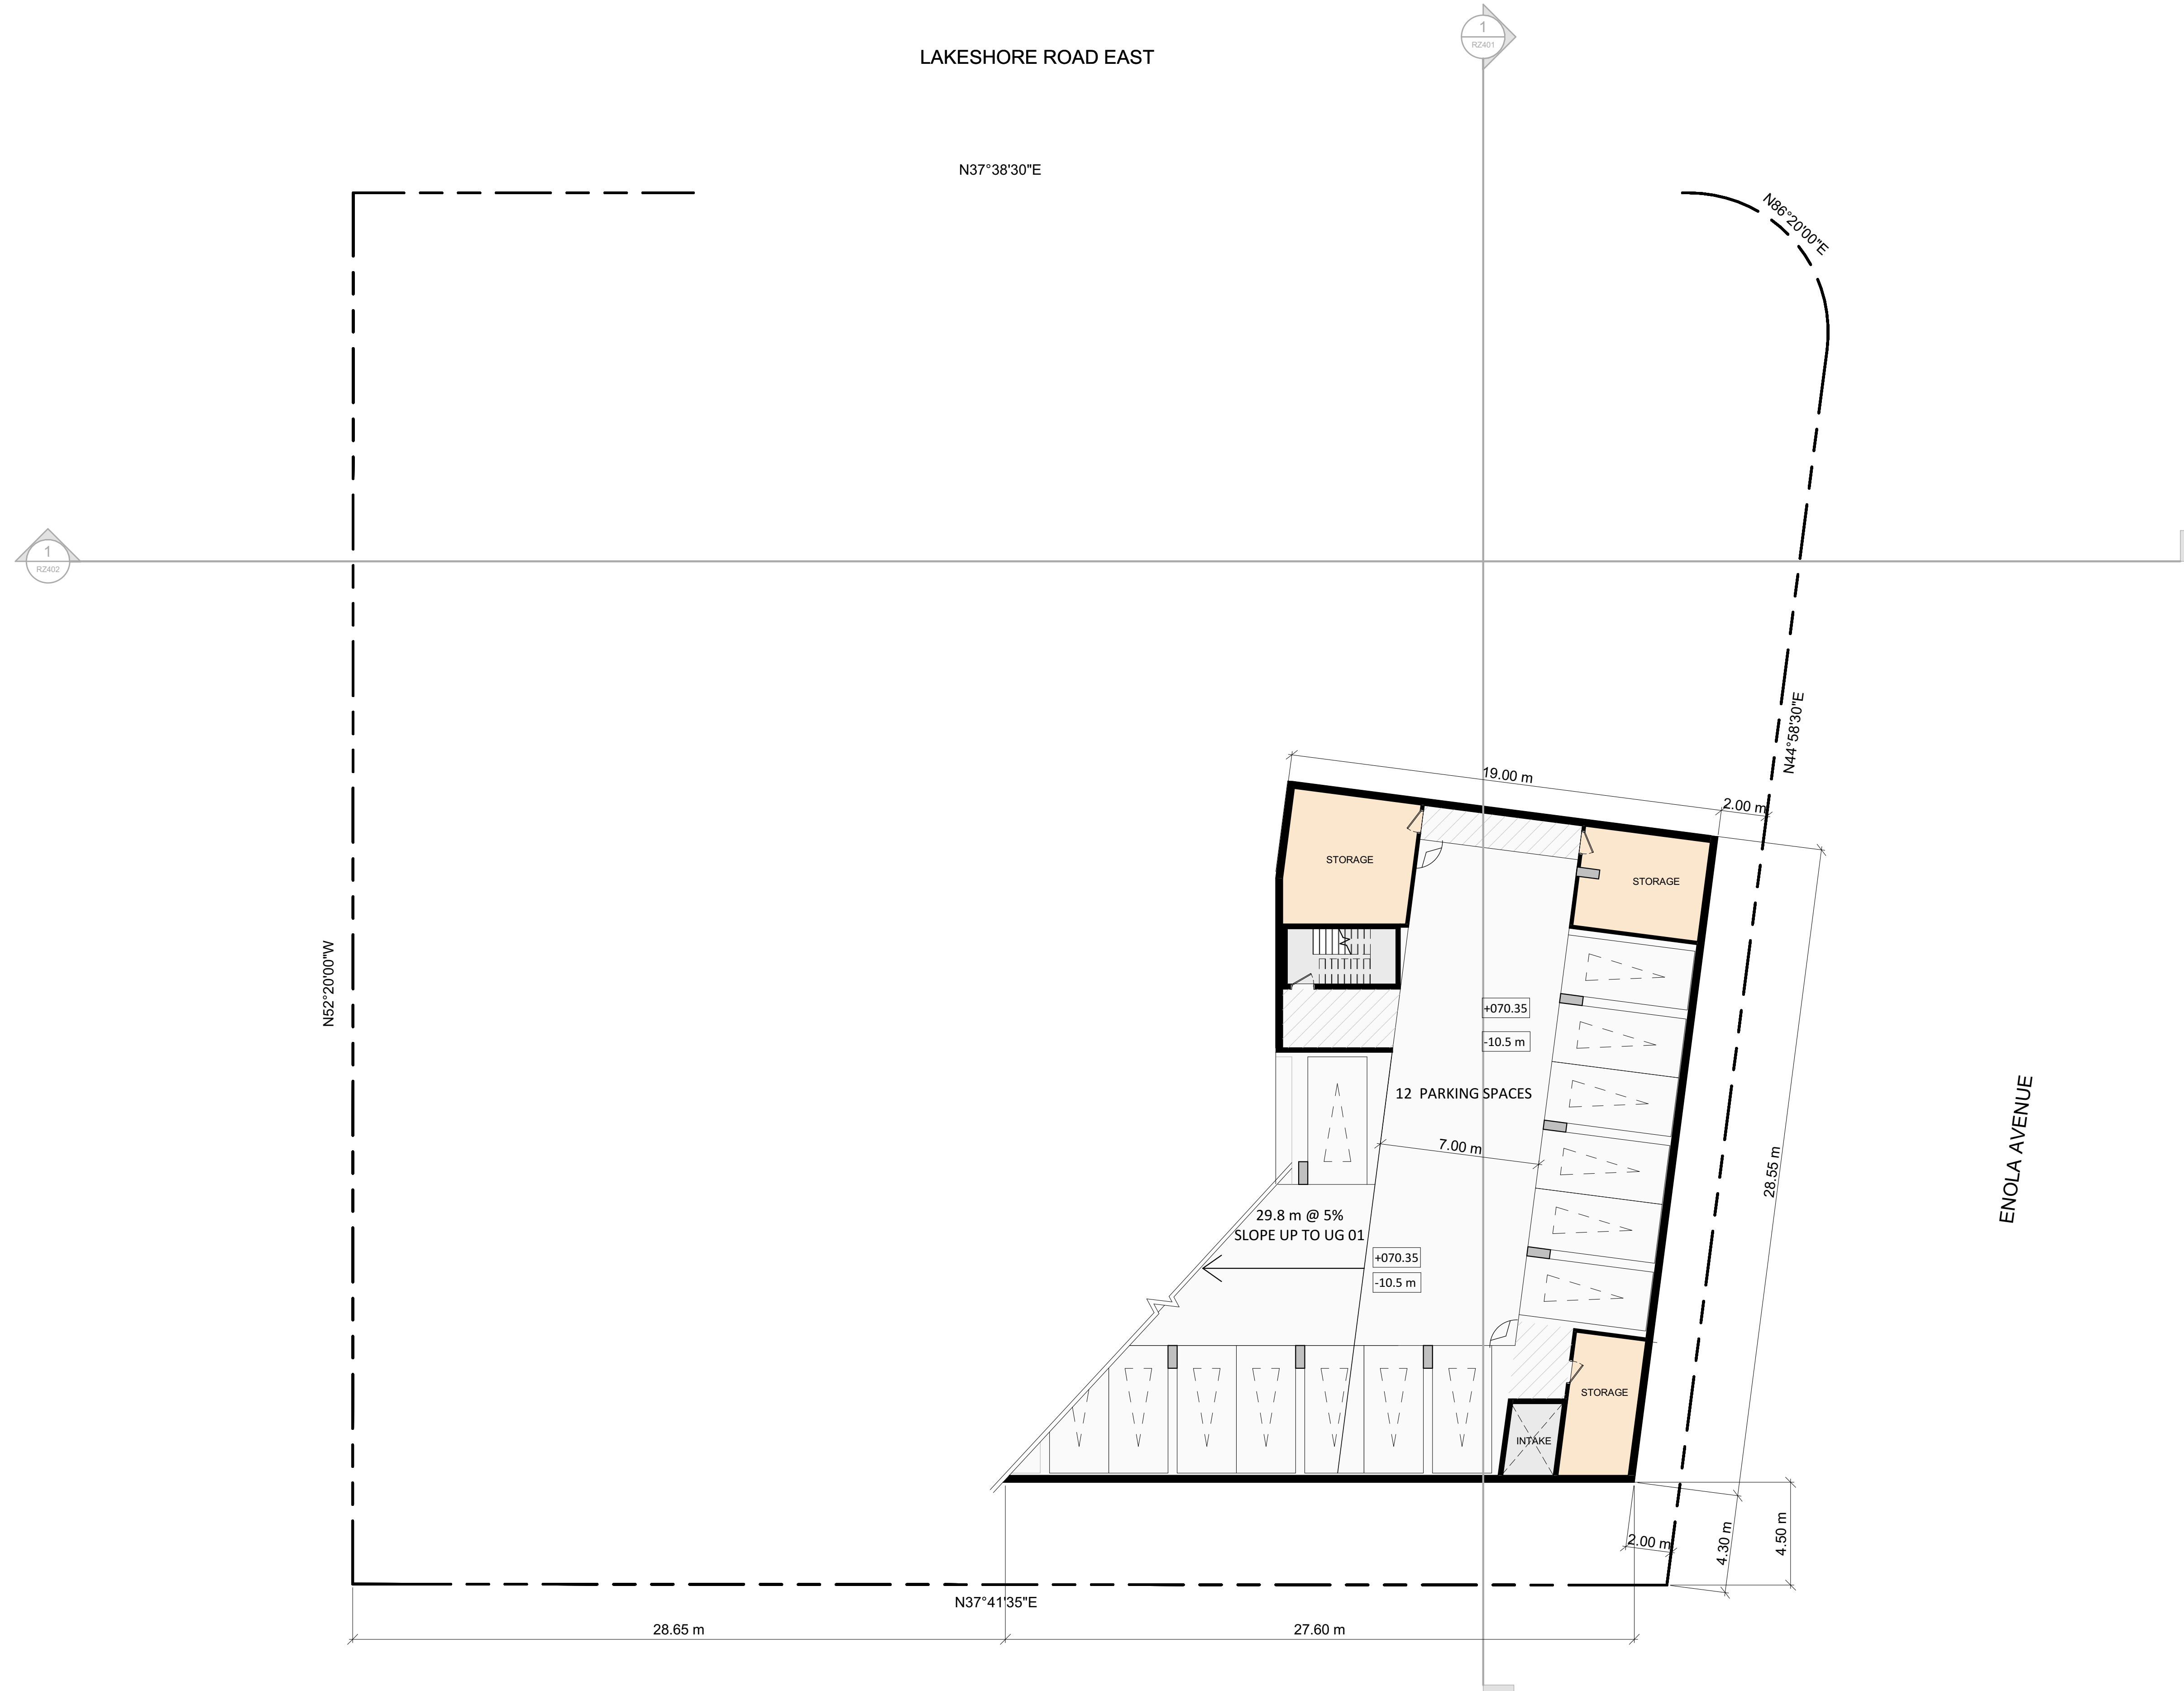 1
RZ401
LAKESHORE ROAD EAST
N37°38'30"E
N86°20'00"E
1
RZ402
N44°58'30"E
19.00 m
2.00 m
STORAGE
STORAGE
N52°20'00"W
+070.35
-10.5 m
12 PARKING SPACES
7.00 m
ENOLA AVENUE
28.55 m
29.8 m @ 5%
SLOPE UP TO UG 01
+070.35
-10.5 m
STORAGE
INTAKE
2.00 m
4.30 m
4.50 m
N37°41'35"E
28.65 m
27.60 m